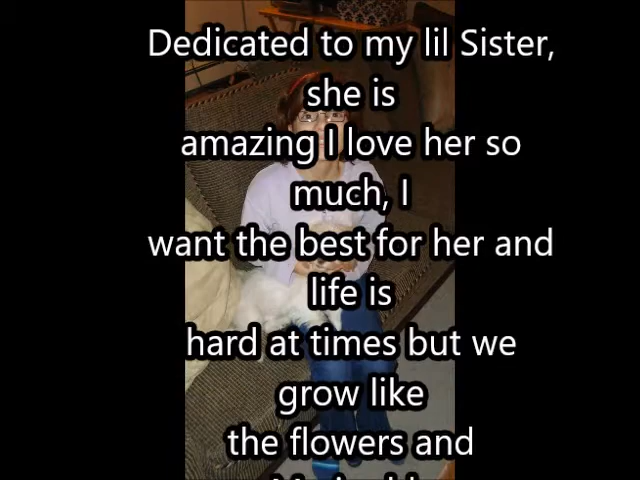 Dedicated to my lil Sister,
she is
amazing I love her so
much, I
want the best for her and
life is
hard at times but we
grow like
the flowers and